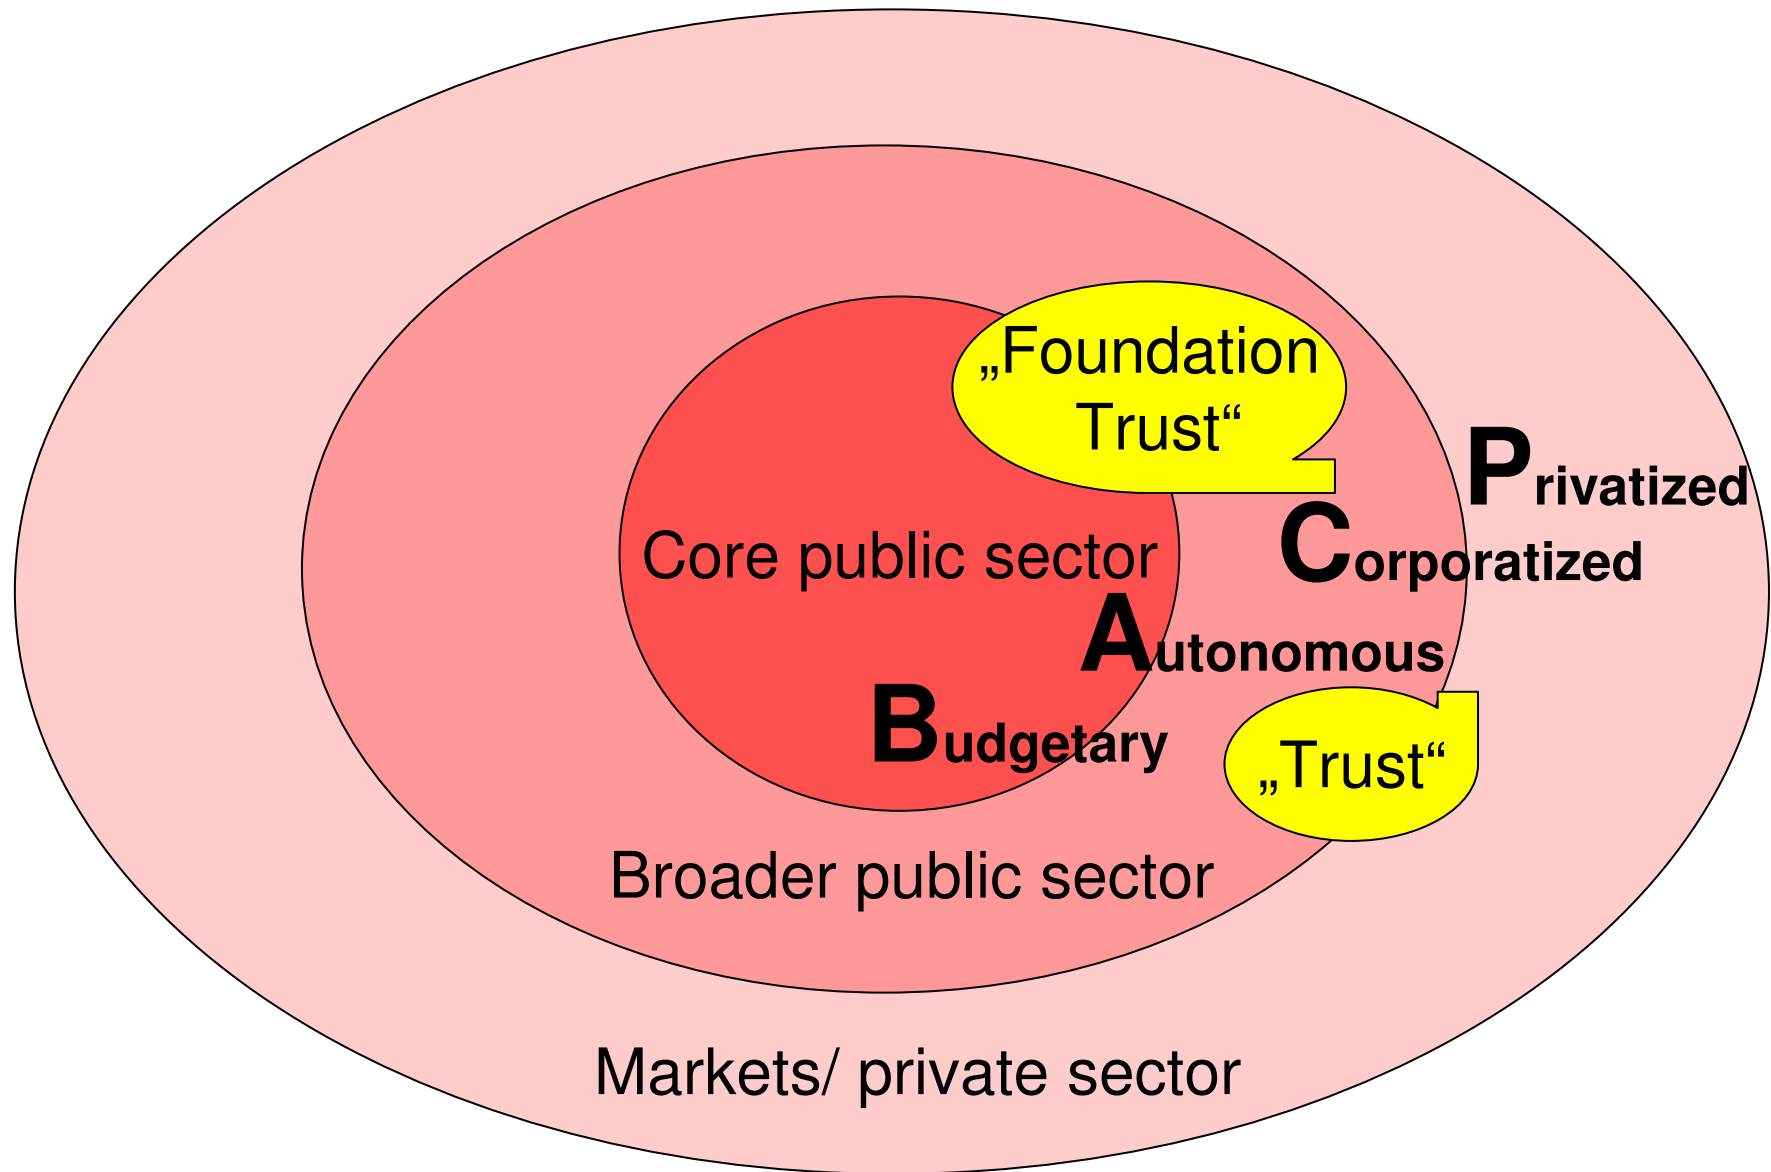 „Foundation
Trust“
Privatized
Corporatized
Core public sector
Autonomous
Budgetary
„Trust“
Broader public sector
Markets/ private sector